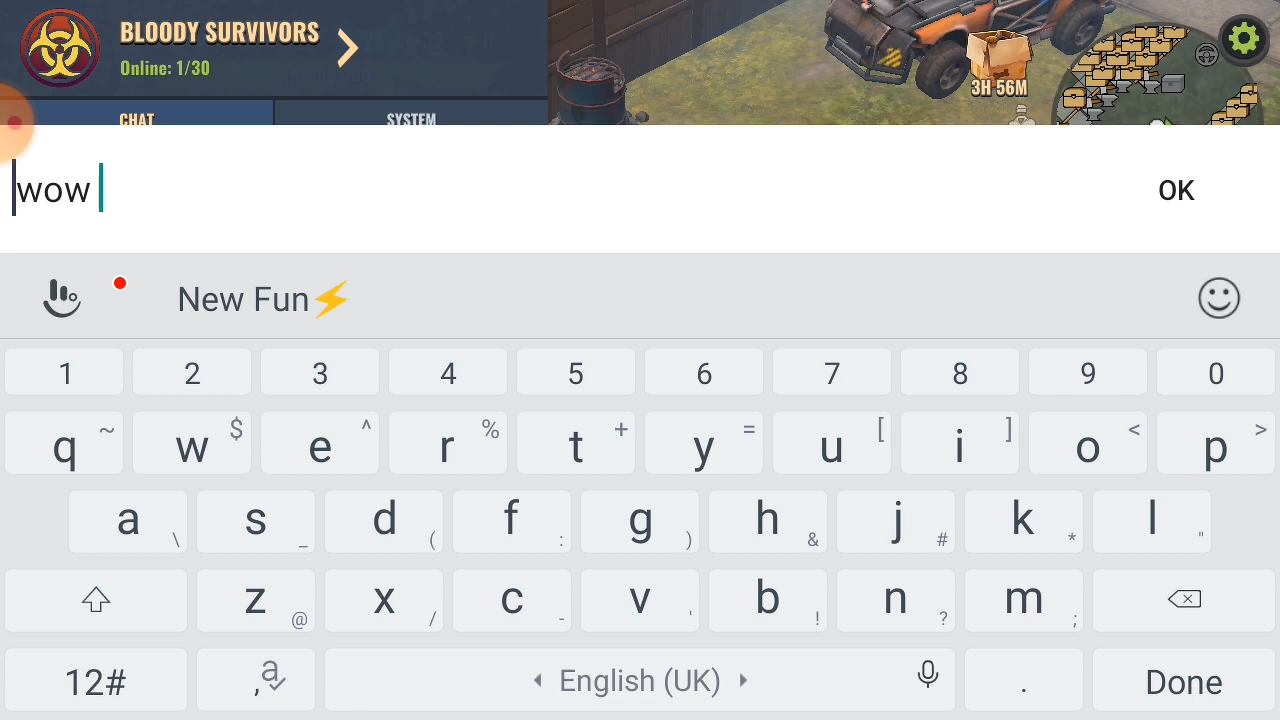 BLOODY SURVIVORS
Online: 1/30
3H 56M
CHAT SYSTEM
wow
OK
New Fun⚡
1 2 3 4 5 6 7 8 9 0
q ~ w $ e ^ r % t + y = u [ i ] o < p >
a \ s _ d ( f : g ) h & j # k * l "
z @ x / c - v ' b ! n ? m ;
12# , a English (UK) . Done